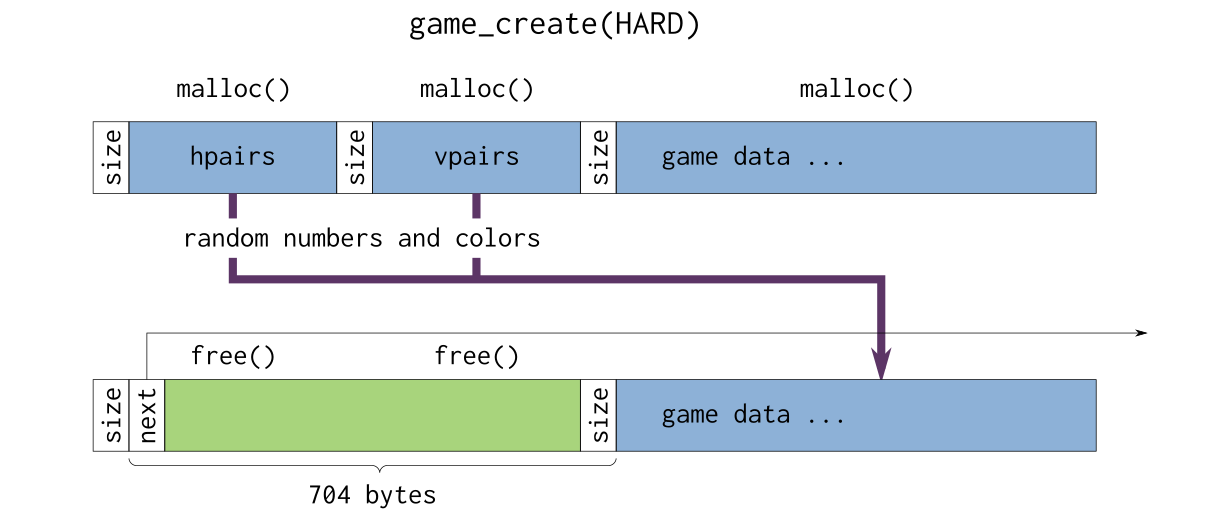 game_create(HARD)
malloc() malloc() malloc()
size hpairs size vpairs size game data ...
random numbers and colors
free() free()
size next size game data ...
704 bytes